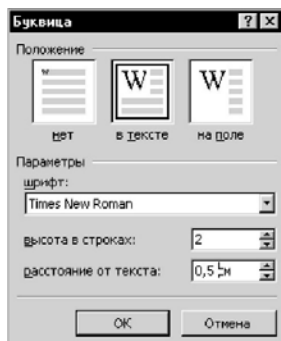 Буквица
Положение
W W W
нет в тексте на поле
Параметры
шрифт:
Times New Roman
высота в строках: 2
расстояние от текста: 0,5 см
ОК Отмена